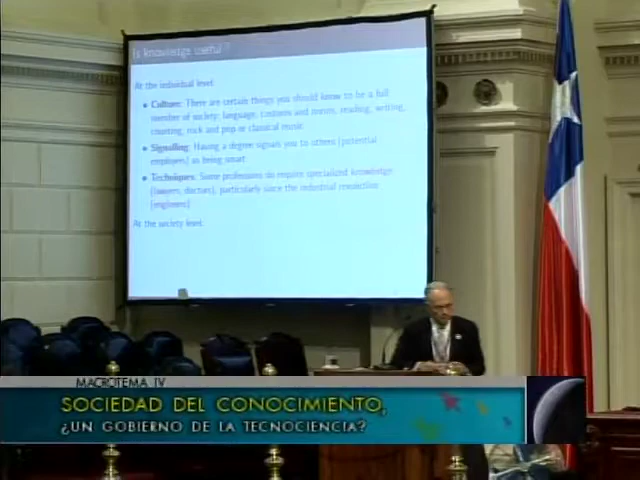 Is knowledge useful?
At the individual level
Culture: There are certain things you should know to be a full
member of society: language, customs and mores, reading, writing,
counting, rock and pop or classical music.
Signalling: Having a degree signals you to others (potential
employers) as being smart
Techniques: Some professions do require specialized knowledge
(lawyers, doctors), particularly since the industrial revolution
(engineers)
At the society level
MACROTEMA IV
SOCIEDAD DEL CONOCIMIENTO,
¿UN GOBIERNO DE LA TECNOCIENCIA?